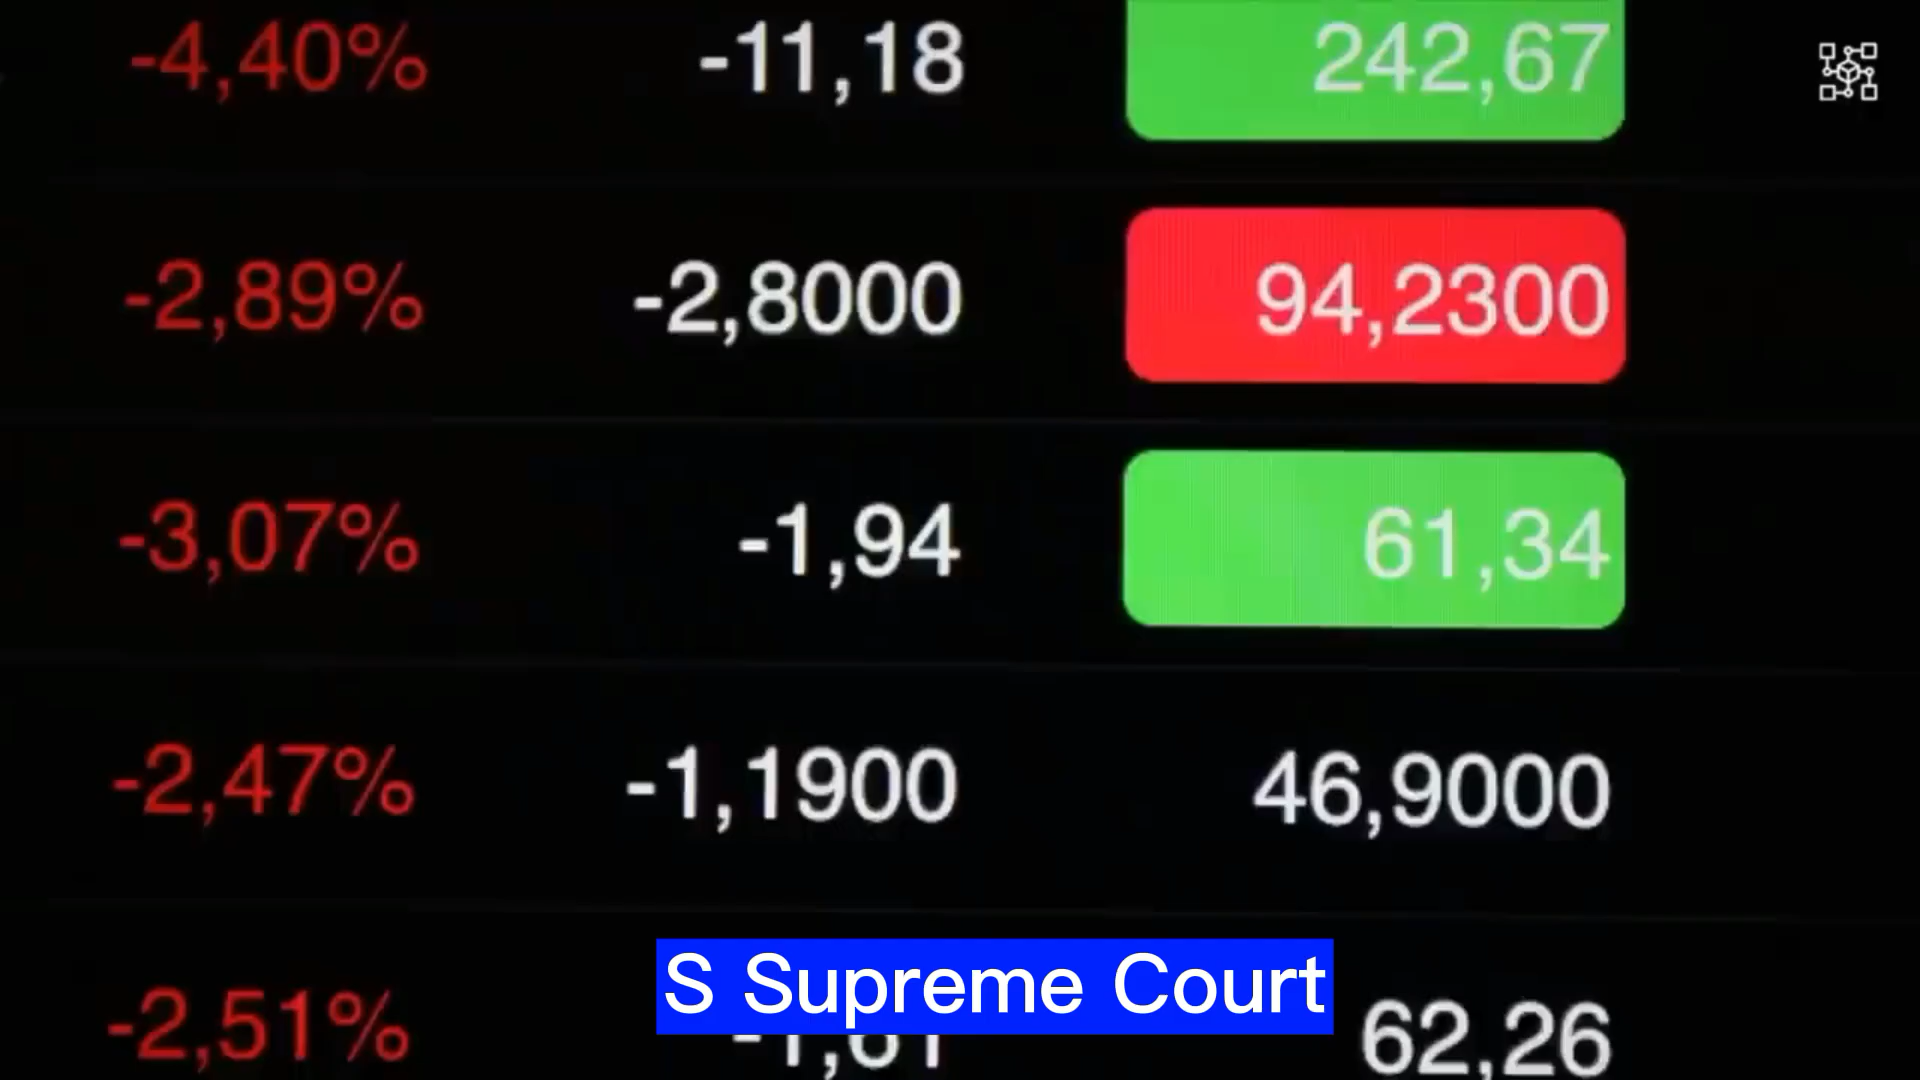 -4,40% -11,18 242,67
-2,89% -2,8000 94,2300
-3,07% -1,94 61,34
-2,47% -1,1900 46,9000
-2,51% 62,26
S Supreme Court